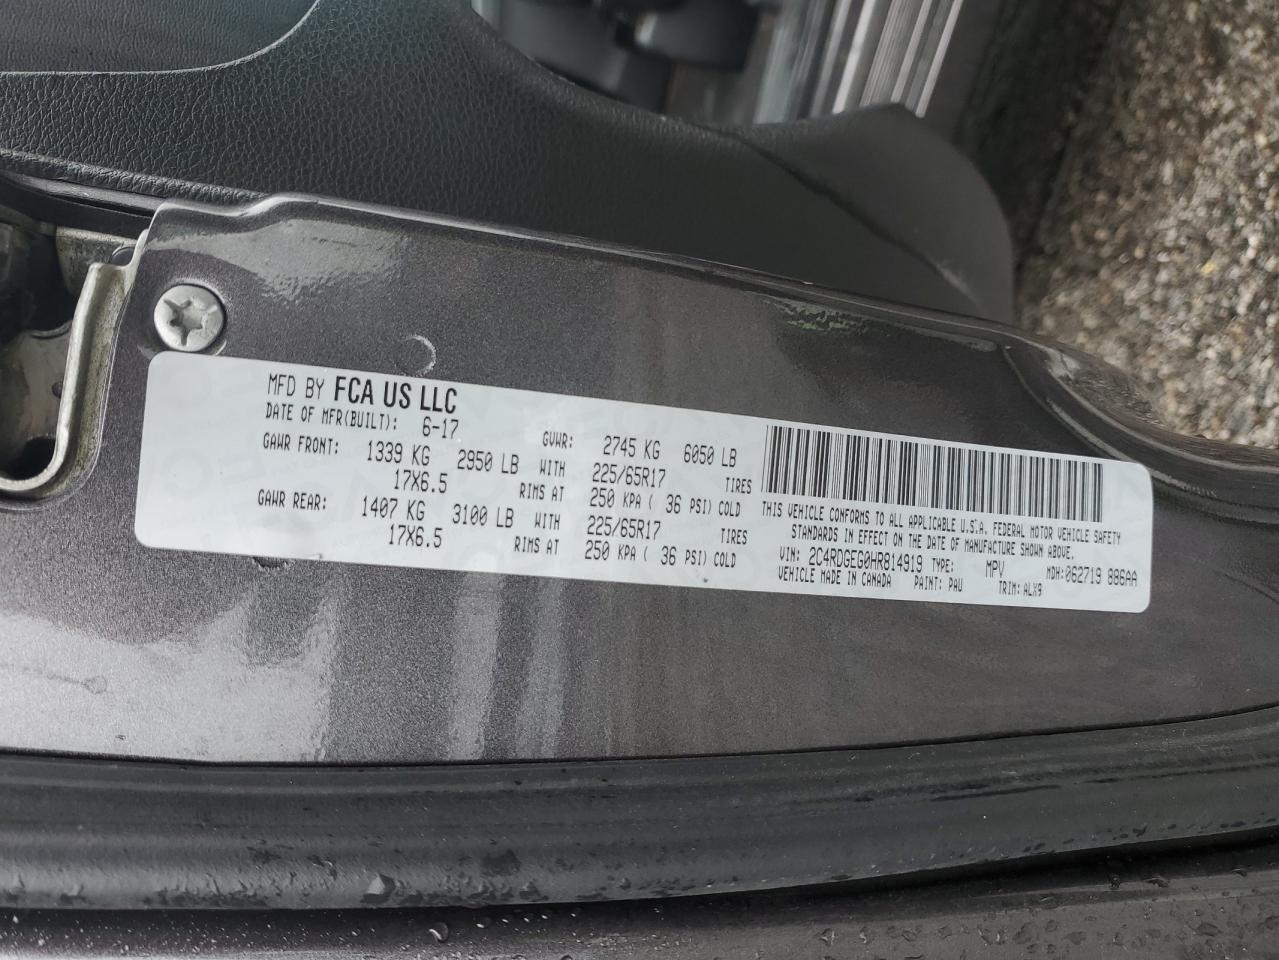 MFD BY FCA US LLC
DATE OF MFR(BUILT): 6-17 GVWR: 2745 KG 6050 LB
GAWR FRONT: 1339 KG 2950 LB WITH 225/65R17 TIRES
17X6.5 RIMS AT 250 KPA ( 36 PSI) COLD
GAWR REAR: 1407 KG 3100 LB WITH 225/65R17 TIRES
17X6.5 RIMS AT 250 KPA ( 36 PSI) COLD
THIS VEHICLE CONFORMS TO ALL APPLICABLE U.S.A. FEDERAL MOTOR VEHICLE SAFETY
STANDARDS IN EFFECT ON THE DATE OF MANUFACTURE SHOWN ABOVE.
VIN: 2C4RDGEG0HR814919 TYPE: MPV MDH:062719 886AA
VEHICLE MADE IN CANADA PAINT: PAU TRIM: ALX9